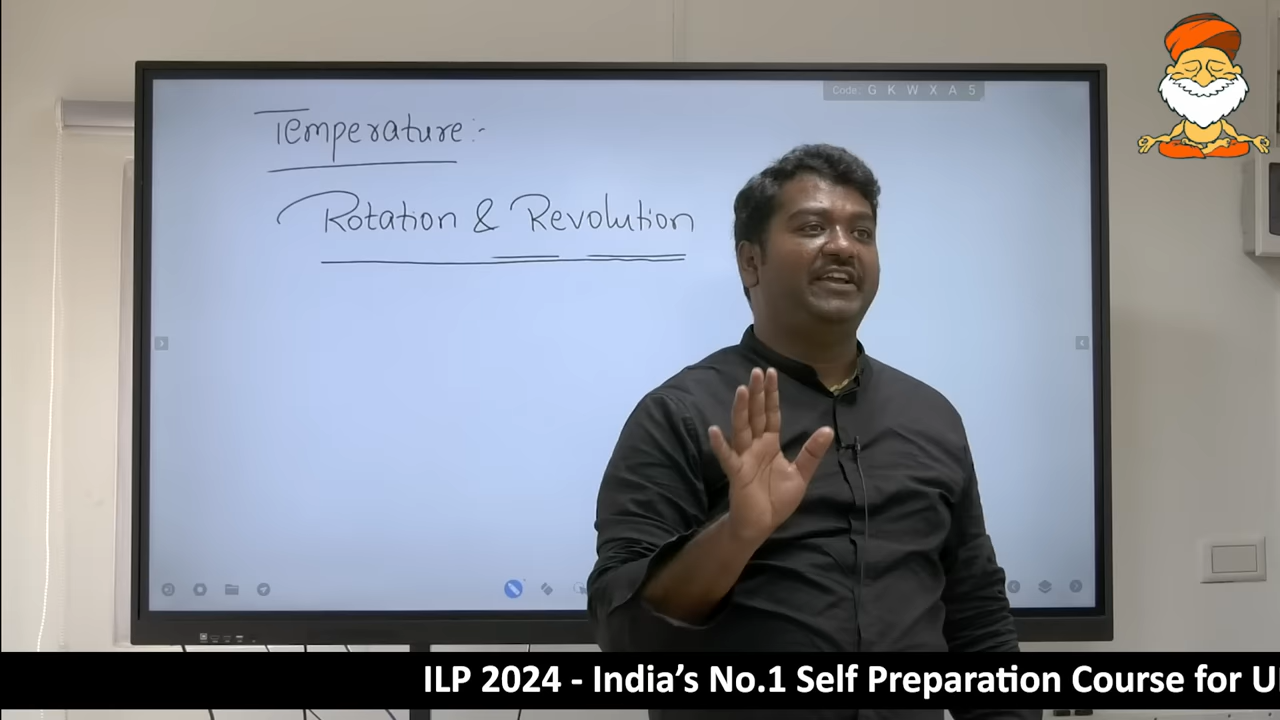 Code: G K W X A 5
Temperature:-
Rotation & Revolution
ILP 2024 - India's No.1 Self Preparation Course for U